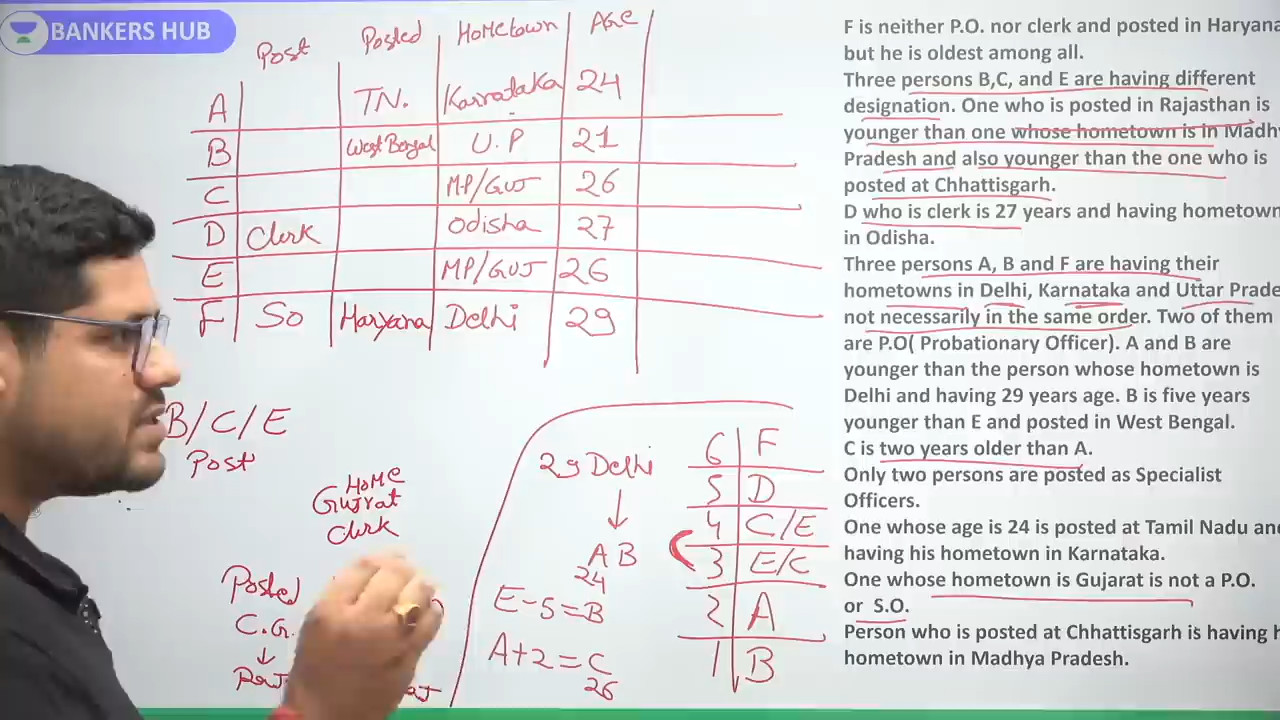 BANKERS HUB
Post Posted HoMetown AGe
A TN. Karnataka 24
B West Bengal U.P 21
C MP/GUJ 26
D Clerk Odisha 27
E MP/GUJ 26
F SO Haryana Delhi 29
B/C/E
Post
HoMe
Gujrat
Clerk
Posted
C.G.
29 Delhi
A B
24
E-5=B
A+2=C
26
6 F
5 D
4 C/E
3 E/C
2 A
1 B
F is neither P.O. nor clerk and posted in Haryana
but he is oldest among all.
Three persons B,C, and E are having different
designation. One who is posted in Rajasthan is
younger than one whose hometown is in Madh
Pradesh and also younger than the one who is
posted at Chhattisgarh.
D who is clerk is 27 years and having hometown
in Odisha.
Three persons A, B and F are having their
hometowns in Delhi, Karnataka and Uttar Prade
not necessarily in the same order. Two of them
are P.O( Probationary Officer). A and B are
younger than the person whose hometown is
Delhi and having 29 years age. B is five years
younger than E and posted in West Bengal.
C is two years older than A.
Only two persons are posted as Specialist
Officers.
One whose age is 24 is posted at Tamil Nadu and
having his hometown in Karnataka.
One whose hometown is Gujarat is not a P.O.
or S.O.
Person who is posted at Chhattisgarh is having h
hometown in Madhya Pradesh.